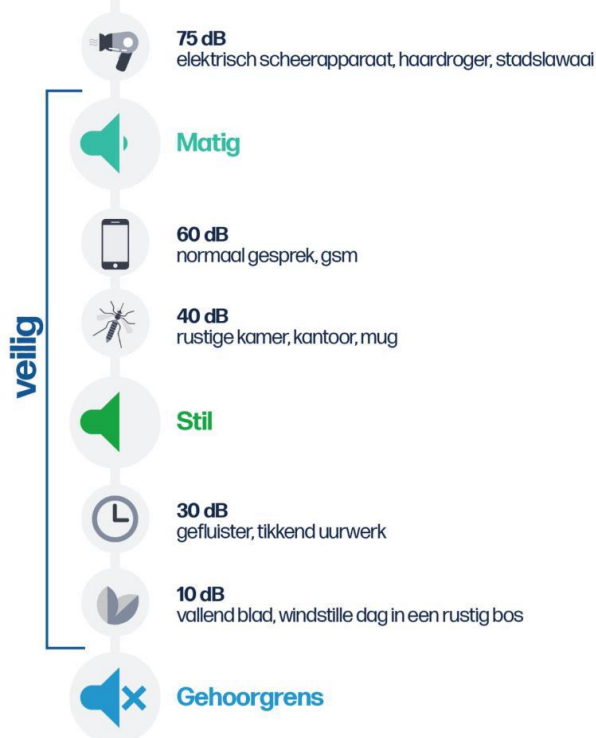 75 dB
elektrisch scheerapparaat, haardroger, stadslawaai
Matig
60 dB
normaal gesprek, gsm
40 dB
rustige kamer, kantoor, mug
veilig
Stil
30 dB
gefluister, tikkend uurwerk
10 dB
vallend blad, windstille dag in een rustig bos
Gehoorgrens